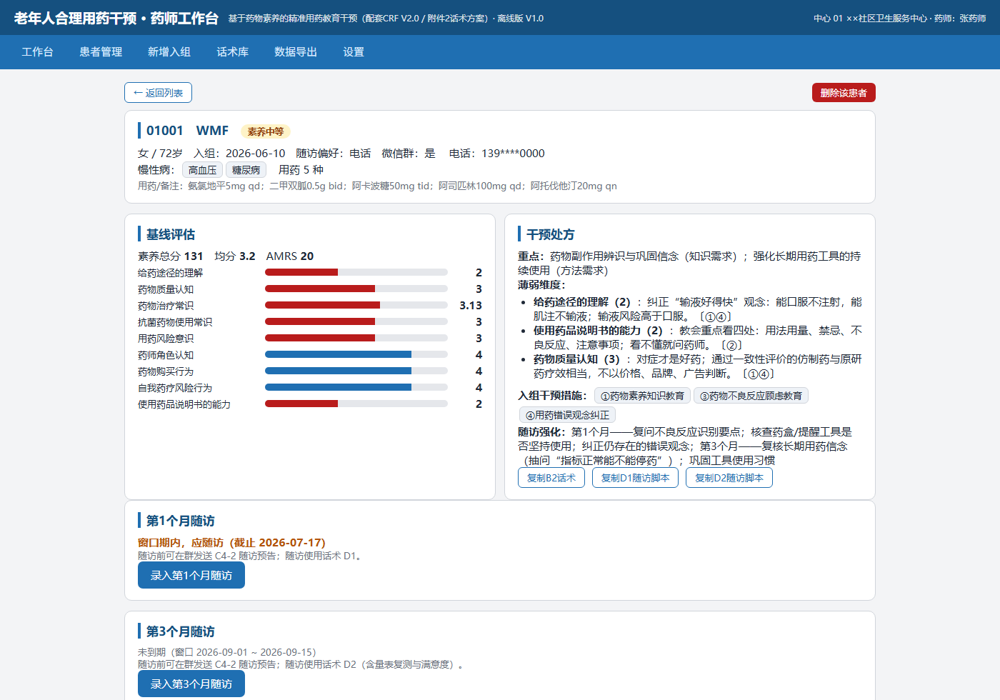 老年人合理用药干预 • 药师工作台 基于药物素养的精准用药教育干预（配套CRF V2.0 / 附件2话术方案）· 离线版 V1.0 中心 01 ××社区卫生服务中心 · 药师：张药师
工作台 患者管理 新增入组 话术库 数据导出 设置
← 返回列表 删除该患者
01001 WMF 素养中等
女 / 72岁 入组：2026-06-10 随访偏好：电话 微信群：是 电话：139****0000
慢性病： 高血压 糖尿病 用药 5 种
用药/备注：氨氯地平5mg qd；二甲双胍0.5g bid；阿卡波糖50mg tid；阿司匹林100mg qd；阿托伐他汀20mg qn
基线评估
素养总分 131 均分 3.2 AMRS 20
给药途径的理解 2
药物质量认知 3
药物治疗常识 3.13
抗菌药物使用常识 3
用药风险意识 3
药师角色认知 4
药物购买行为 4
自我药疗风险行为 4
使用药品说明书的能力 2
干预处方
重点：药物副作用辨识与巩固信念（知识需求）；强化长期用药工具的持
续使用（方法需求）
薄弱维度：
• 给药途径的理解（2）：纠正“输液好得快”观念：能口服不注射，能
肌注不输液；输液风险高于口服。〔①④〕
• 使用药品说明书的能力（2）：教会重点看四处：用法用量、禁忌、不
良反应、注意事项；看不懂就问药师。〔②〕
• 药物质量认知（3）：对症才是好药；通过一致性评价的仿制药与原研
药疗效相当，不以价格、品牌、广告判断。〔①④〕
入组干预措施： ①药物素养知识教育 ③药物不良反应顾虑教育
④用药错误观念纠正
随访强化：第1个月——复问不良反应识别要点；核查药盒/提醒工具是
否坚持使用；纠正仍存在的错误观念；第3个月——复核长期用药信念
（抽问“指标正常能不能停药”）；巩固工具使用习惯
复制B2话术 复制D1随访脚本 复制D2随访脚本
第1个月随访
窗口期内，应随访（截止 2026-07-17）
随访前可在群发送 C4-2 随访预告；随访使用话术 D1。
录入第1个月随访
第3个月随访
未到期（窗口 2026-09-01 ~ 2026-09-15）
随访前可在群发送 C4-2 随访预告；随访使用话术 D2（含量表复测与满意度）。
录入第3个月随访